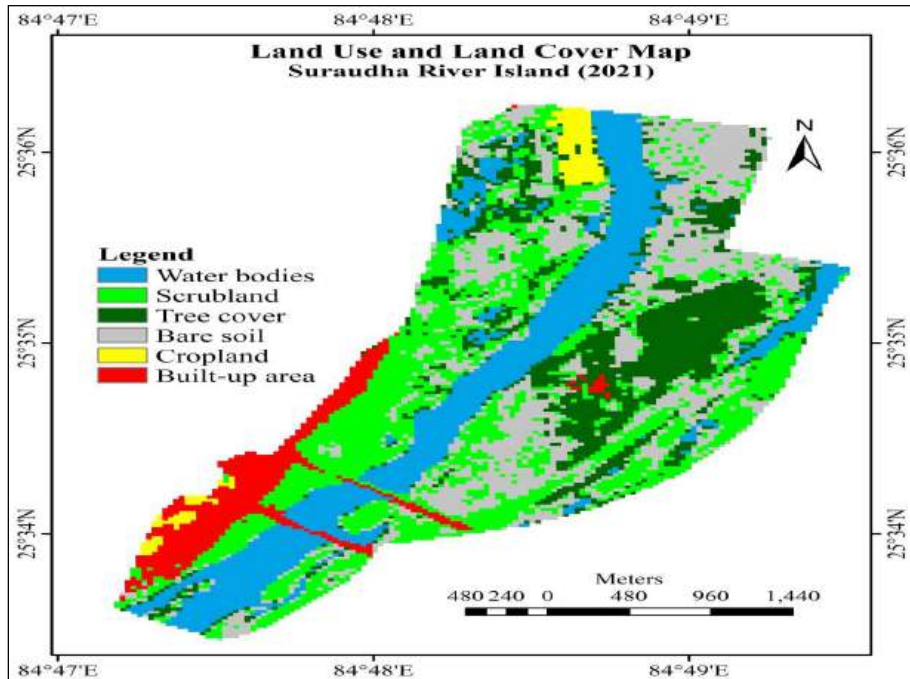 84°47'E 84°48'E 84°49'E
Land Use and Land Cover Map
Suraudha River Island (2021)
N
25°36'N 25°36'N
Legend
Water bodies
Scrubland
Tree cover
Bare soil
Cropland
Built-up area
25°35'N 25°35'N
25°34'N 25°34'N
Meters
480 240 0 480 960 1,440
84°47'E 84°48'E 84°49'E